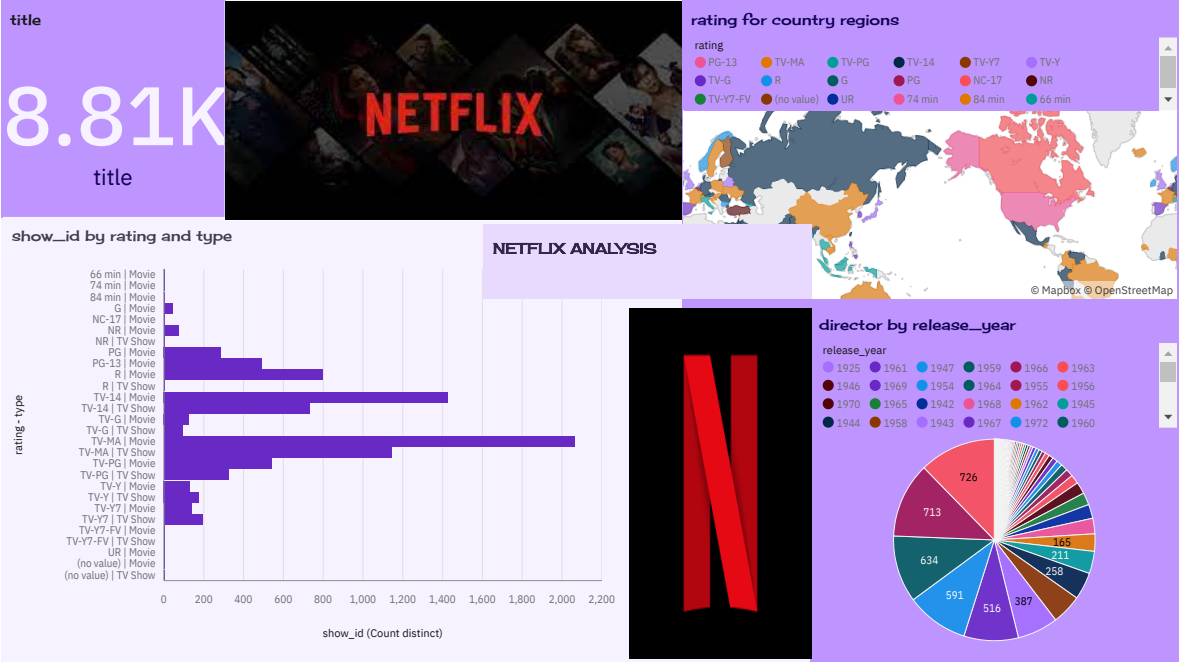 title
8.81K
title
NETFLIX
rating for country regions
rating
PG-13 TV-MA TV-PG TV-14 TV-Y7 TV-Y
TV-G R G PG NC-17 NR
TV-Y7-FV (no value) UR 74 min 84 min 66 min
© Mapbox © OpenStreetMap
show_id by rating and type
NETFLIX ANALYSIS
rating - type
66 min | Movie
74 min | Movie
84 min | Movie
G | Movie
NC-17 | Movie
NR | Movie
NR | TV Show
PG | Movie
PG-13 | Movie
R | Movie
R | TV Show
TV-14 | Movie
TV-14 | TV Show
TV-G | Movie
TV-G | TV Show
TV-MA | Movie
TV-MA | TV Show
TV-PG | Movie
TV-PG | TV Show
TV-Y | Movie
TV-Y | TV Show
TV-Y7 | Movie
TV-Y7 | TV Show
TV-Y7-FV | Movie
TV-Y7-FV | TV Show
UR | Movie
(no value) | Movie
(no value) | TV Show
0 200 400 600 800 1,000 1,200 1,400 1,600 1,800 2,000 2,200
show_id (Count distinct)
director by release_year
release_year
1925 1961 1947 1959 1966 1963
1946 1969 1954 1964 1955 1956
1970 1965 1942 1968 1962 1945
1944 1958 1943 1967 1972 1960
726
713
634
591
516
387
258
211
165